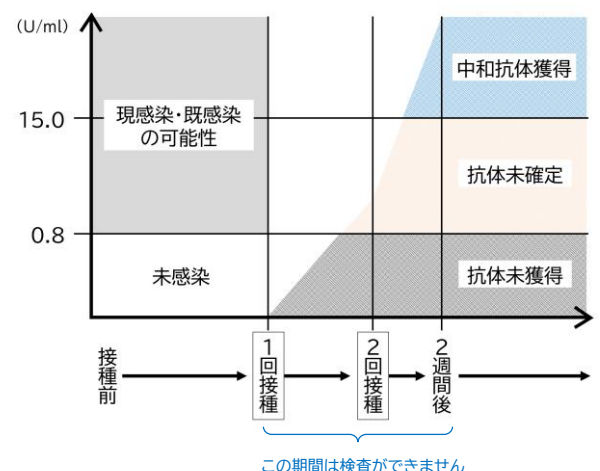 (U/ml)
中和抗体獲得
15.0
現感染・既感染
の可能性
抗体未確定
0.8
未感染
抗体未獲得
接種前
1回接種
2回接種
2週間後
この期間は検査ができません